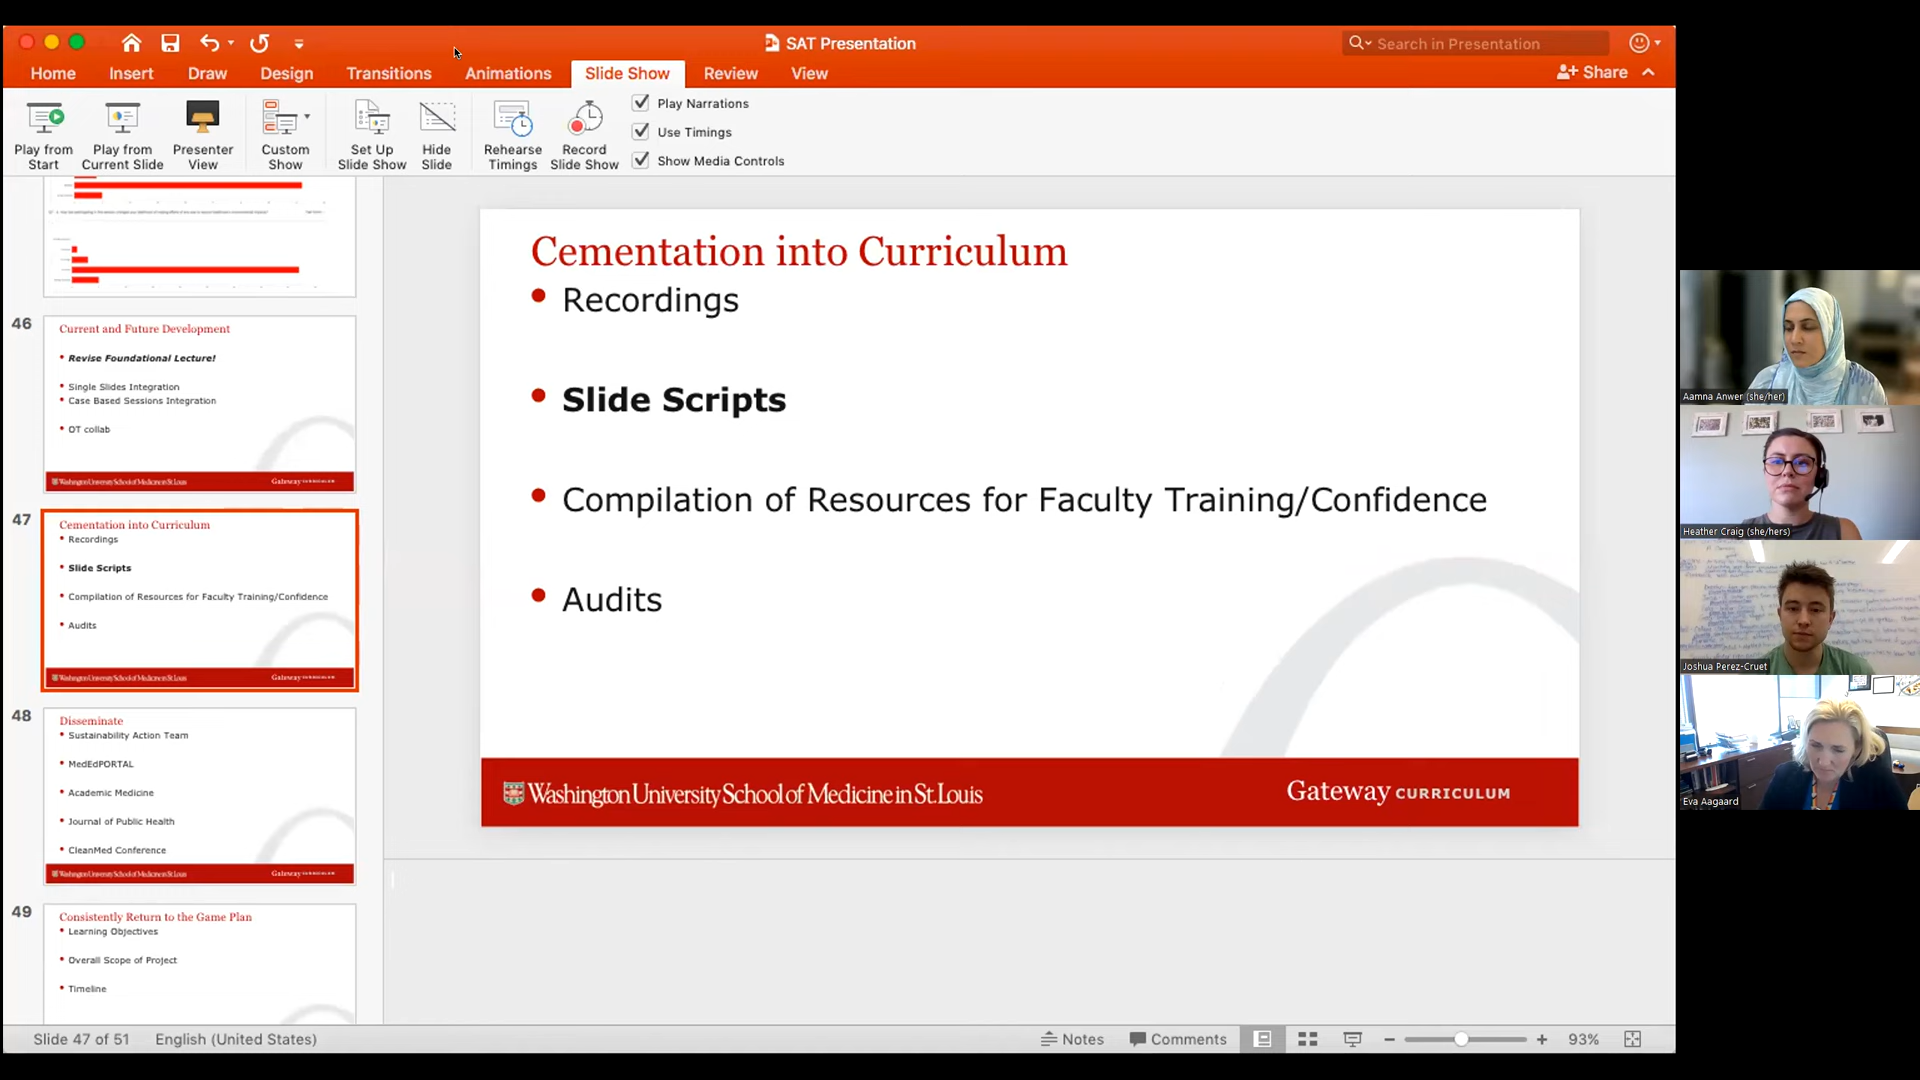 SAT Presentation
Search in Presentation
Home Insert Draw Design Transitions Animations Slide Show Review View
Share
Play from Start
Play from Current Slide
Presenter View
Custom Show
Set Up Slide Show
Hide Slide
Rehearse Timings
Record Slide Show
Play Narrations
Use Timings
Show Media Controls
46
Current and Future Development
Revise Foundational Lecture!
Single Slides Integration
Case Based Sessions Integration
OT collab
Washington University School of Medicine in St. Louis
Gateway CURRICULUM
47
Cementation into Curriculum
Recordings
Slide Scripts
Compilation of Resources for Faculty Training/Confidence
Audits
Washington University School of Medicine in St. Louis
Gateway CURRICULUM
48
Disseminate
Sustainability Action Team
MedEdPORTAL
Academic Medicine
Journal of Public Health
CleanMed Conference
Washington University School of Medicine in St. Louis
Gateway CURRICULUM
49
Consistently Return to the Game Plan
Learning Objectives
Overall Scope of Project
Timeline
Cementation into Curriculum
Recordings
Slide Scripts
Compilation of Resources for Faculty Training/Confidence
Audits
Washington University School of Medicine in St. Louis
Gateway CURRICULUM
Aamna Anwer (she/her)
Heather Craig (she/hers)
Joshua Perez-Cruet
Eva Aagaard
Slide 47 of 51
English (United States)
Notes
Comments
93%